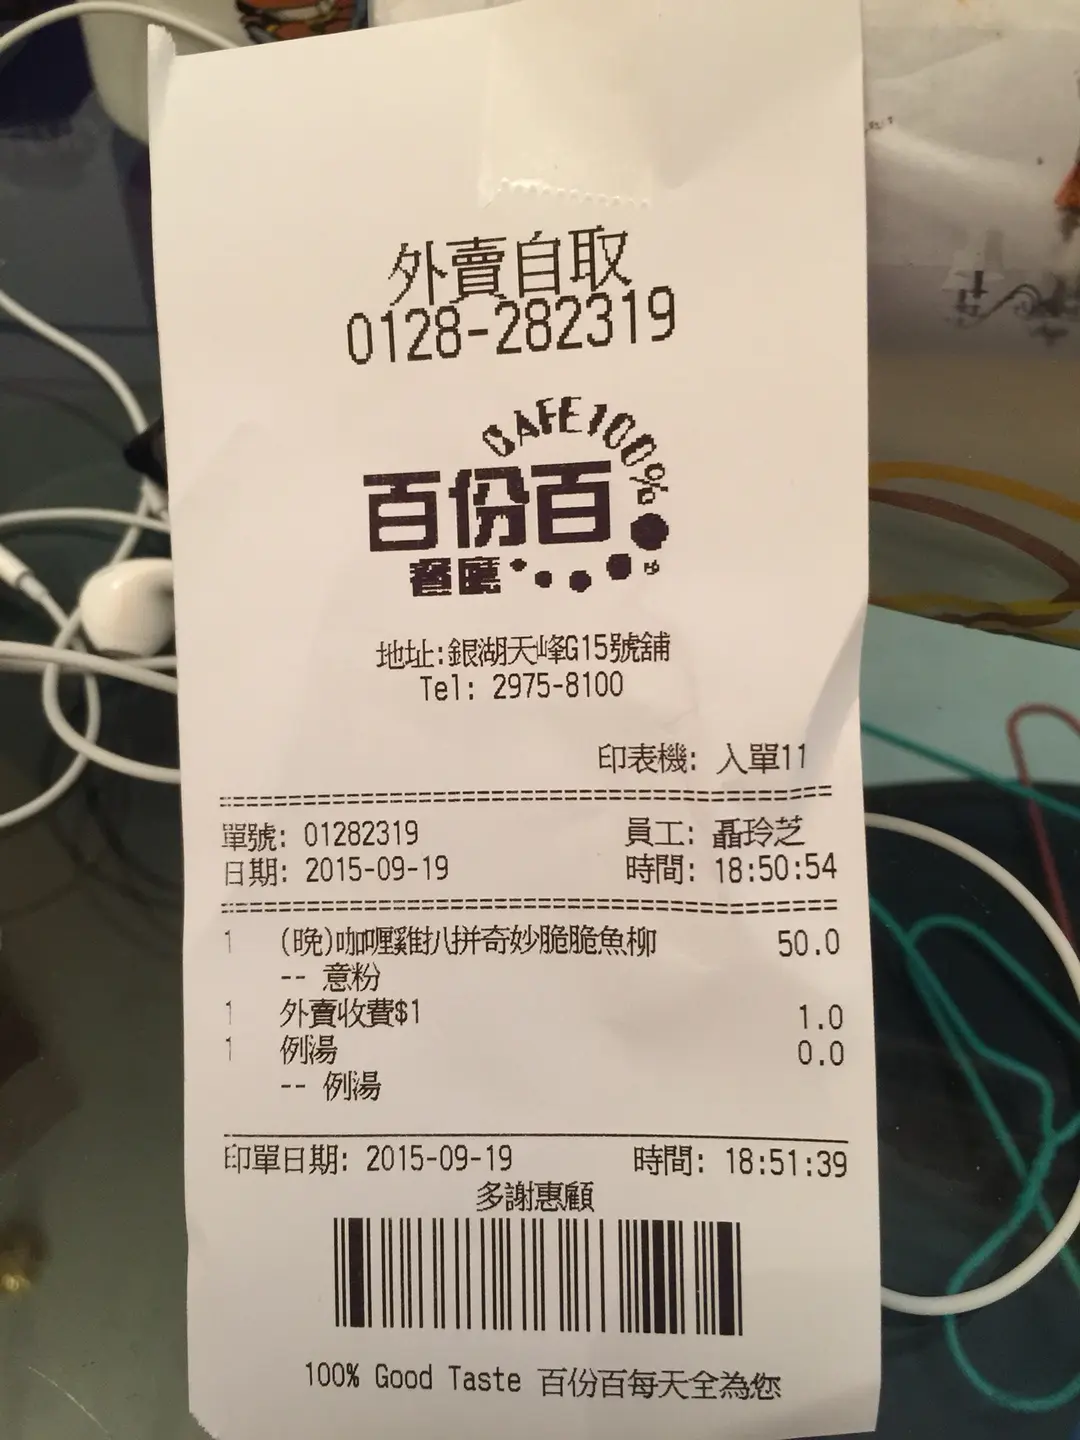 外賣自取
0128-282319
CAFE 100%
百份百
餐廳
地址:銀湖天峰G15號舖
Tel: 2975-8100
印表機: 入單11
單號: 01282319 員工: 聶玲芝
日期: 2015-09-19 時間: 18:50:54
1 (晚)咖喱雞扒拼奇妙脆脆魚柳 50.0
-- 意粉
1 外賣收費$1 1.0
1 例湯 0.0
-- 例湯
印單日期: 2015-09-19 時間: 18:51:39
多謝惠顧
100% Good Taste 百份百每天全為您